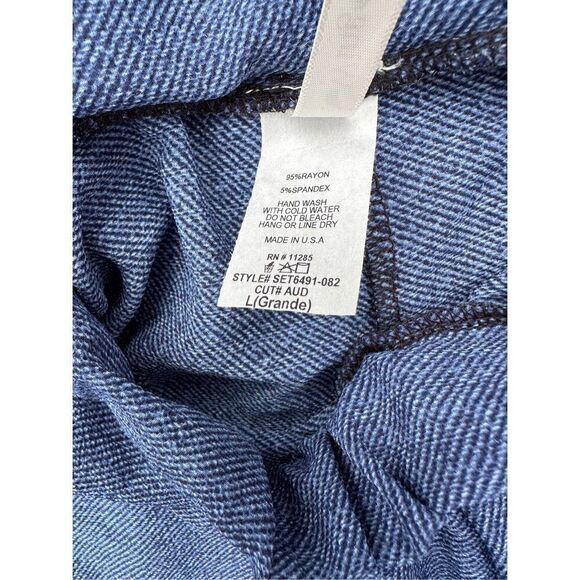 95%RAYON
5%SPANDEX
HAND WASH
WITH COLD WATER
DO NOT BLEACH
HANG OR LINE DRY
MADE IN U.S.A
RN # 11285
STYLE# SET6491-082
CUT# AUD
L(Grande)